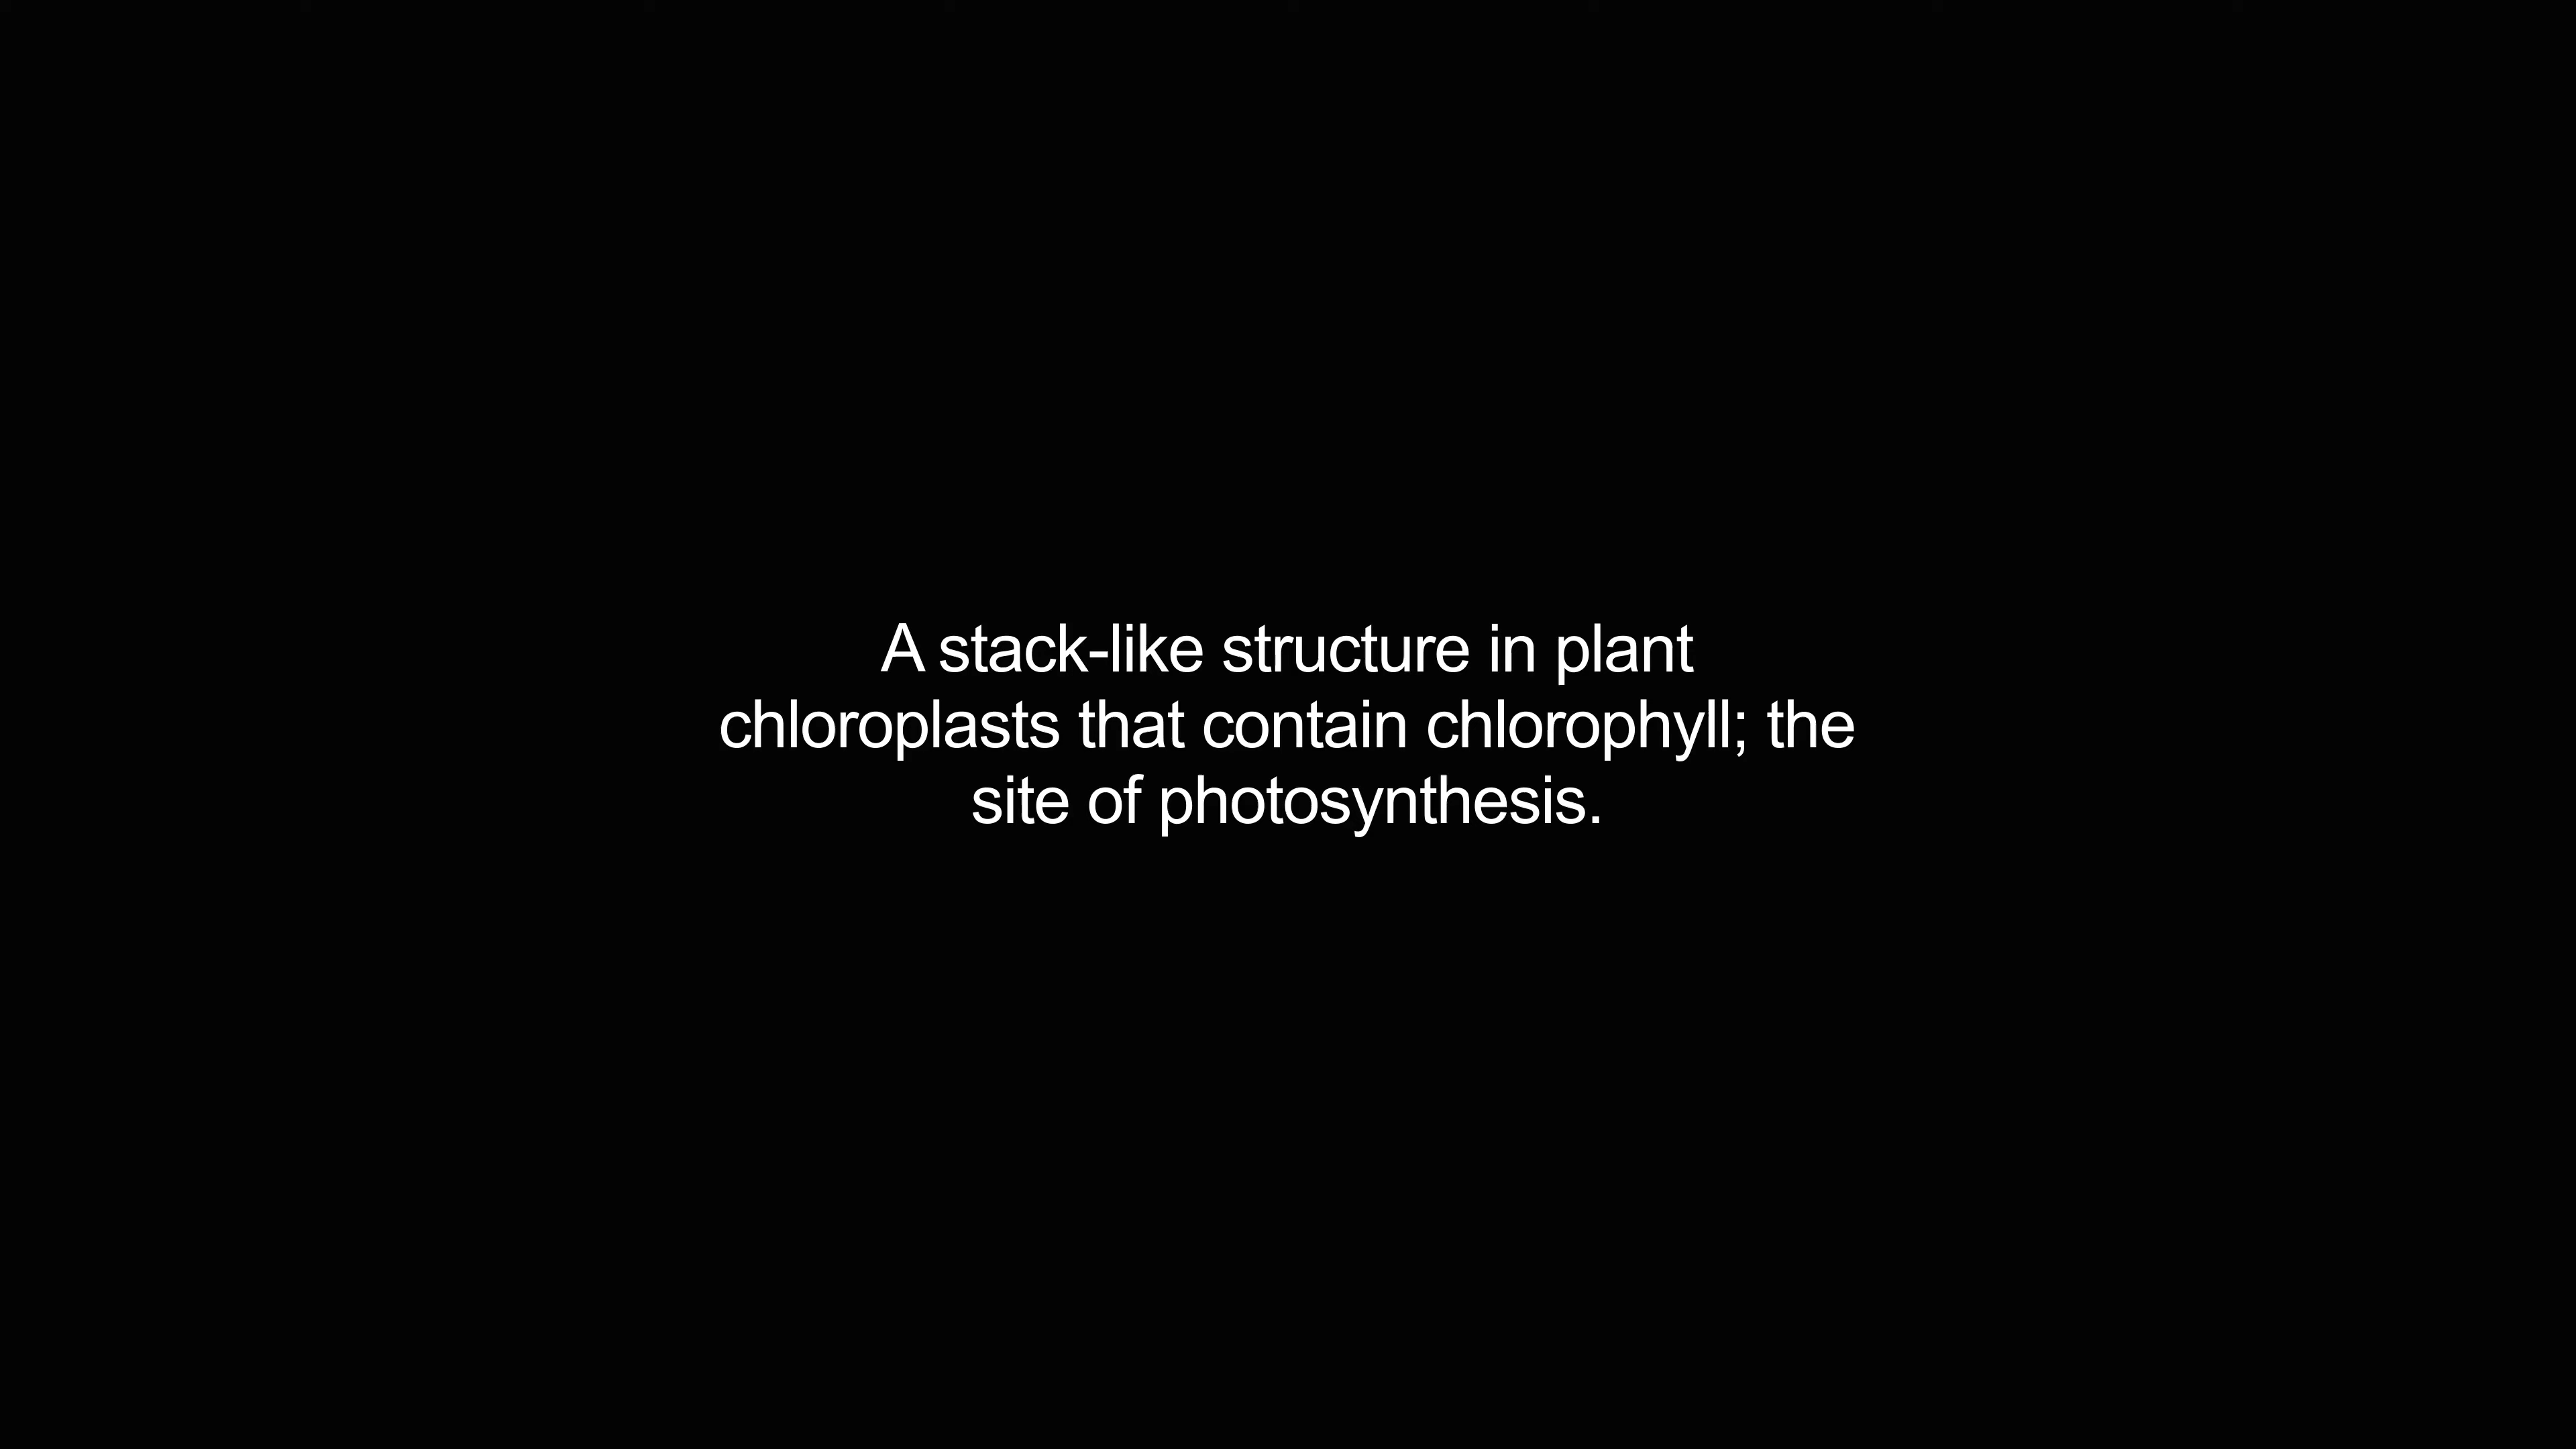 A stack-like structure in plant
chloroplasts that contain chlorophyll; the
site of photosynthesis.